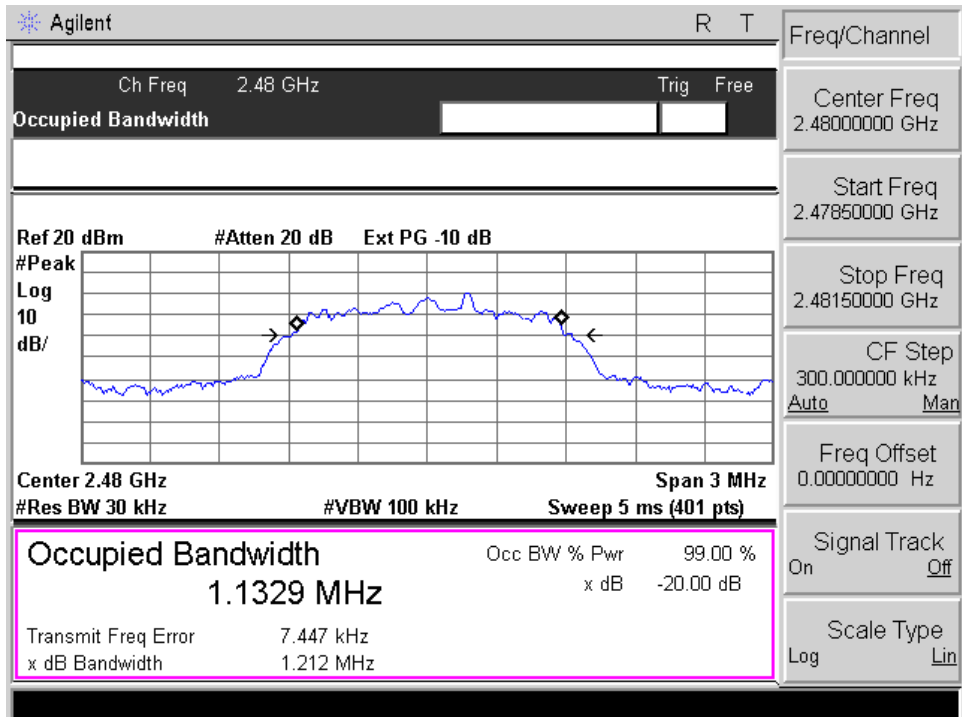 Agilent R T
Ch Freq 2.48 GHz Trig Free
Occupied Bandwidth
Ref 20 dBm #Atten 20 dB Ext PG -10 dB
#Peak
Log
10
dB/
Center 2.48 GHz Span 3 MHz
#Res BW 30 kHz #VBW 100 kHz Sweep 5 ms (401 pts)
Occupied Bandwidth Occ BW % Pwr 99.00 %
1.1329 MHz x dB -20.00 dB
Transmit Freq Error 7.447 kHz
x dB Bandwidth 1.212 MHz
Freq/Channel
Center Freq
2.48000000 GHz
Start Freq
2.47850000 GHz
Stop Freq
2.48150000 GHz
CF Step
300.000000 kHz
Auto Man
Freq Offset
0.00000000 Hz
Signal Track
On Off
Scale Type
Log Lin